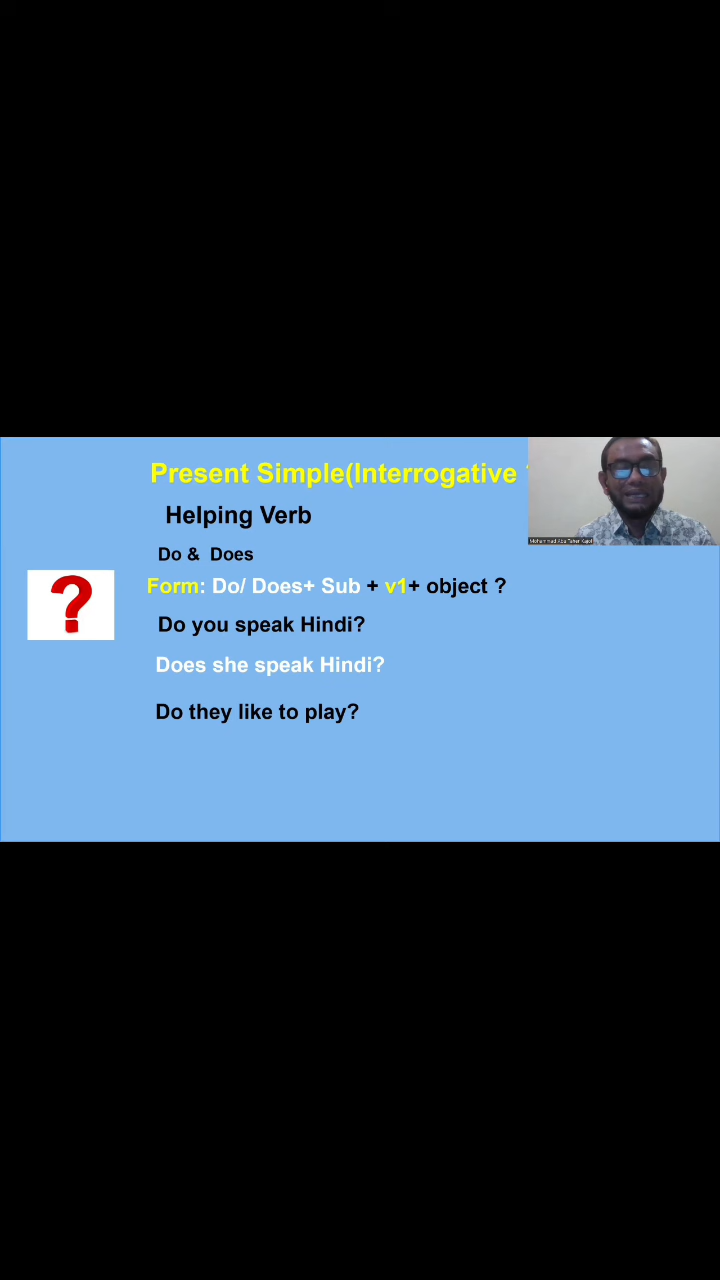 Present Simple(Interrogative
Helping Verb
Do & Does
Form: Do/ Does+ Sub + v1+ object ?
Do you speak Hindi?
Does she speak Hindi?
Do they like to play?
?
Mohammad